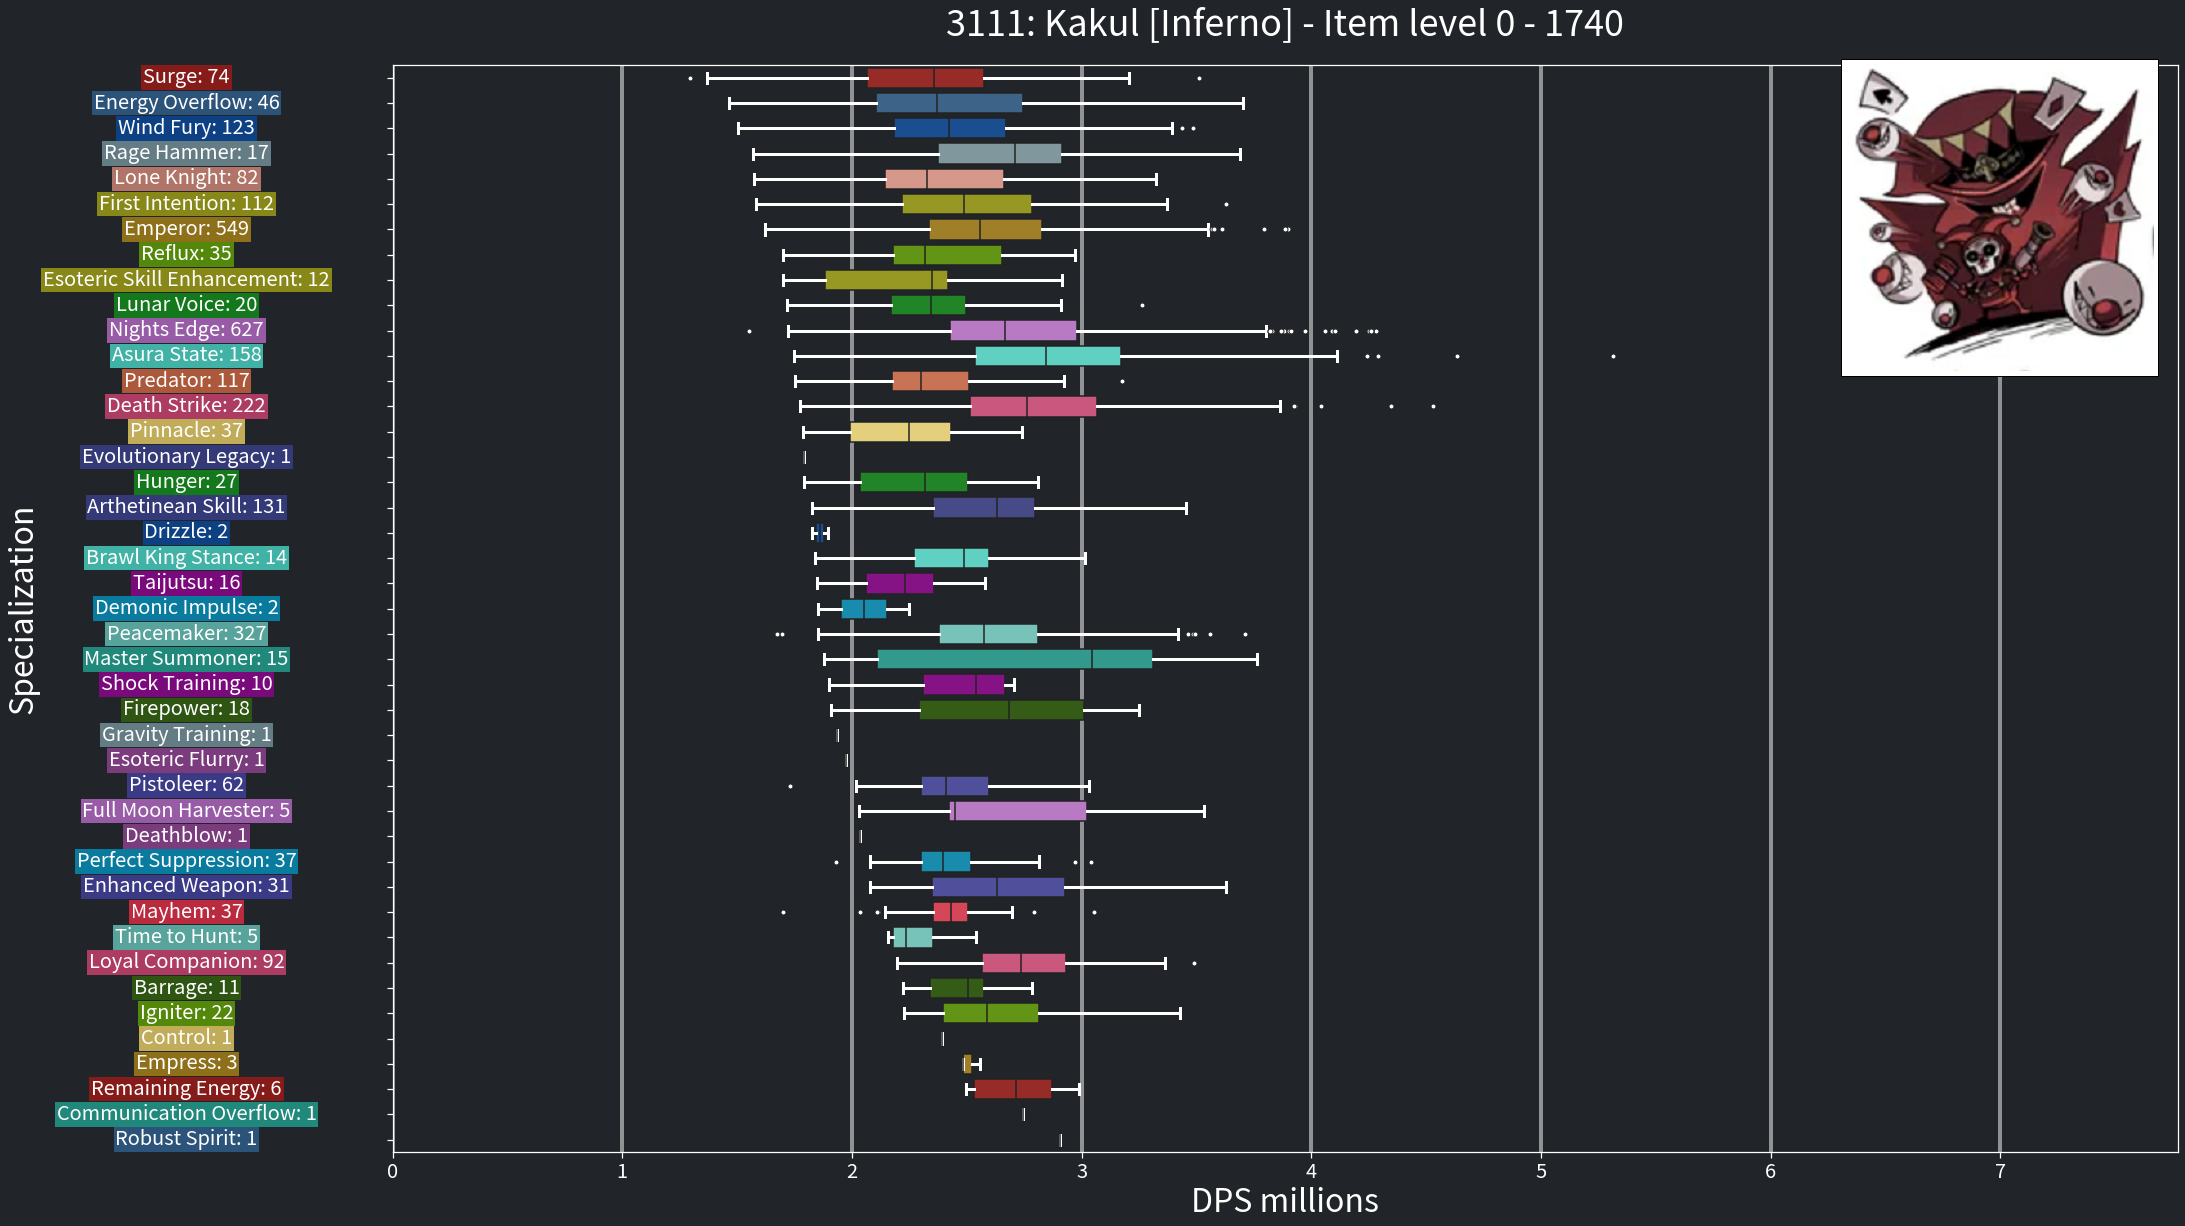 3111: Kakul [Inferno] - Item level 0 - 1740
Specialization
Surge: 74
Energy Overflow: 46
Wind Fury: 123
Rage Hammer: 17
Lone Knight: 82
First Intention: 112
Emperor: 549
Reflux: 35
Esoteric Skill Enhancement: 12
Lunar Voice: 20
Nights Edge: 627
Asura State: 158
Predator: 117
Death Strike: 222
Pinnacle: 37
Evolutionary Legacy: 1
Hunger: 27
Arthetinean Skill: 131
Drizzle: 2
Brawl King Stance: 14
Taijutsu: 16
Demonic Impulse: 2
Peacemaker: 327
Master Summoner: 15
Shock Training: 10
Firepower: 18
Gravity Training: 1
Esoteric Flurry: 1
Pistoleer: 62
Full Moon Harvester: 5
Deathblow: 1
Perfect Suppression: 37
Enhanced Weapon: 31
Mayhem: 37
Time to Hunt: 5
Loyal Companion: 92
Barrage: 11
Igniter: 22
Control: 1
Empress: 3
Remaining Energy: 6
Communication Overflow: 1
Robust Spirit: 1
0 1 2 3 4 5 6 7
DPS millions